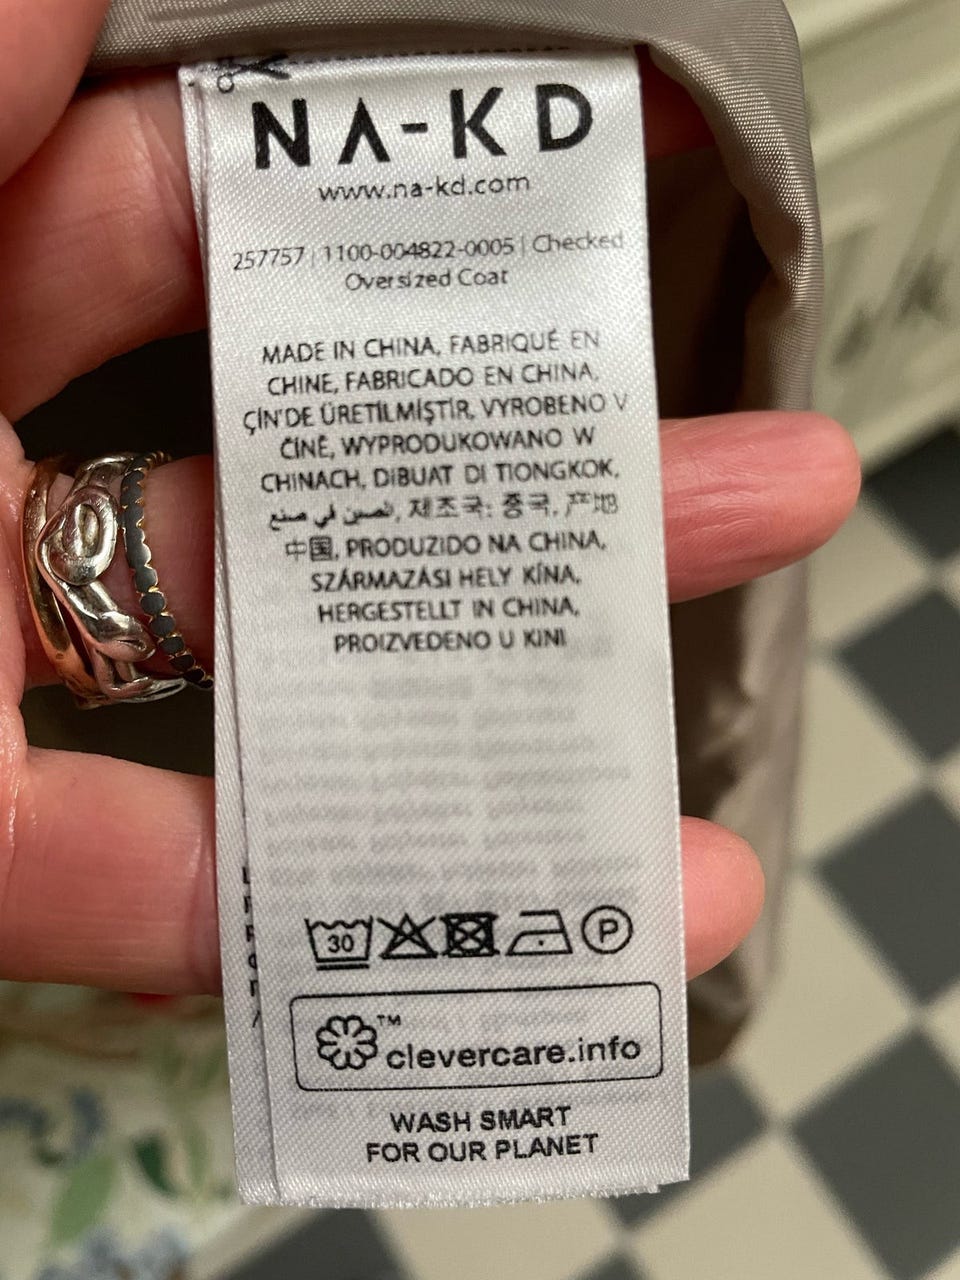 NA-KD
www.na-kd.com
257757 | 1100-004822-0005 | Checked
Oversized Coat
MADE IN CHINA, FABRIQUÉ EN
CHINE, FABRICADO EN CHINA,
ÇİN'DE ÜRETİLMİŞTİR, VYROBENO V
ČÍNĚ, WYPRODUKOWANO W
CHINACH, DIBUAT DI TIONGKOK,
الصين في صنع, 제조국: 중국, 产地
中国, PRODUZIDO NA CHINA,
SZÁRMAZÁSI HELY KÍNA,
HERGESTELLT IN CHINA,
PROIZVEDENO U KINI
30 P
™
clevercare.info
WASH SMART
FOR OUR PLANET